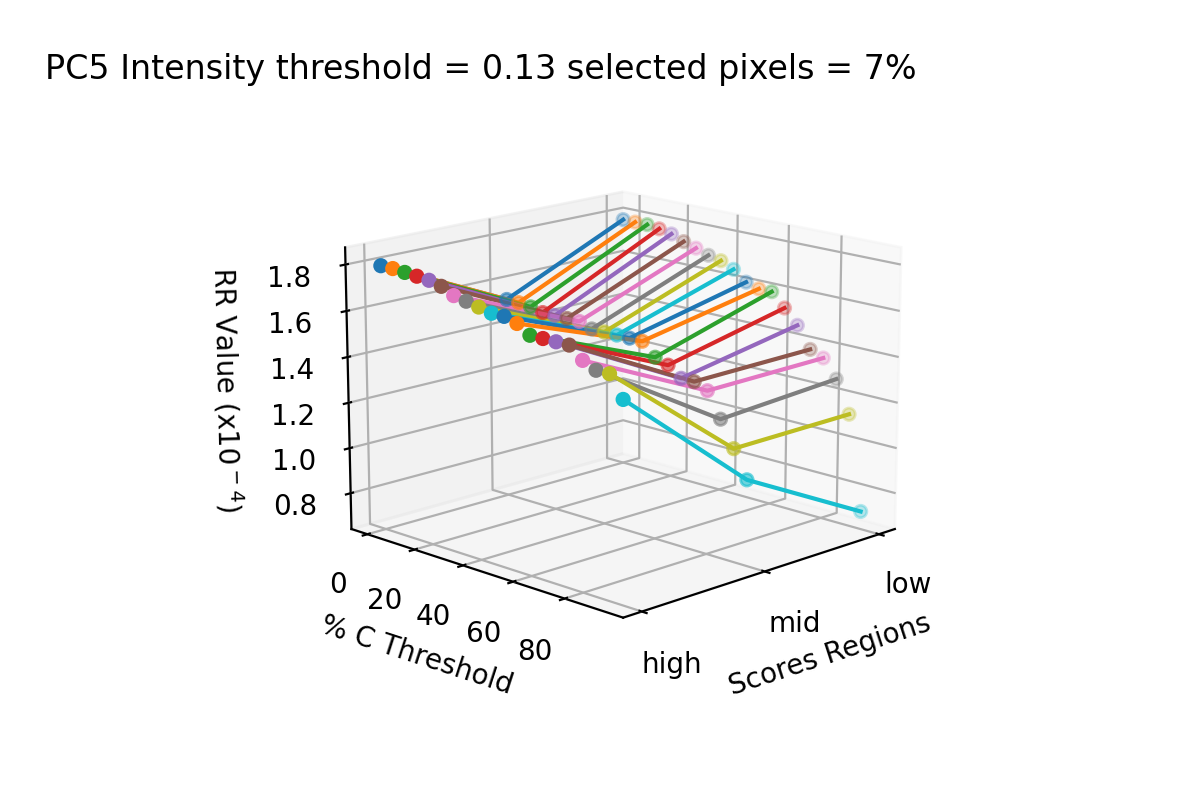 PC5 Intensity threshold = 0.13 selected pixels = 7%
RR Value (x10⁻⁴)
1.8
1.6
1.4
1.2
1.0
0.8
0
20
40
60
80
% C Threshold
high
mid
low
Scores Regions